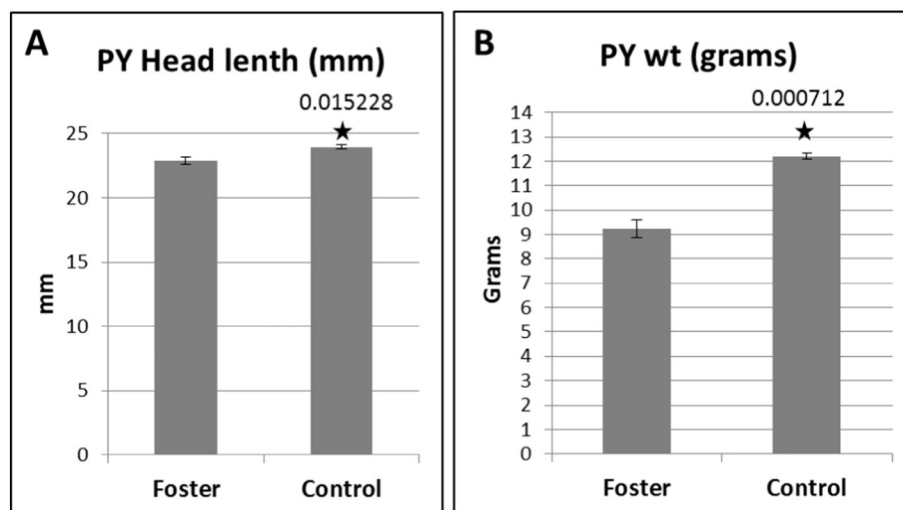 A
PY Head lenth (mm)
0.015228
★
25
20
15
10
5
0
mm
Foster
Control
B
PY wt (grams)
0.000712
★
14
13
12
11
10
9
8
7
6
5
4
3
2
1
0
Grams
Foster
Control